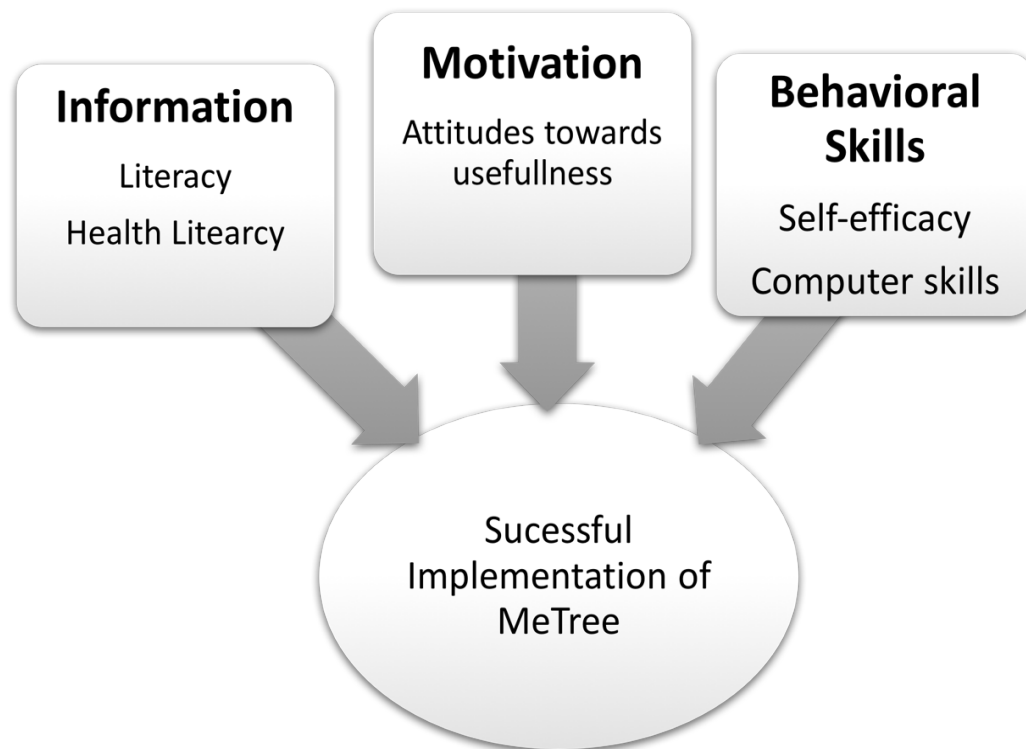 Information
Literacy
Health Litearcy
Motivation
Attitudes towards
usefullness
Behavioral
Skills
Self-efficacy
Computer skills
Sucessful
Implementation of
MeTree